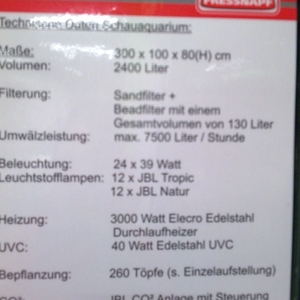 FRESSNAPF
Technische Daten Schauaquarium:
Maße: 300 x 100 x 80(H) cm
Volumen: 2400 Liter
Filterung: Sandfilter +
Beadfilter mit einem
Gesamtvolumen von 130 Liter
Umwälzleistung: max. 7500 Liter / Stunde
Beleuchtung: 24 x 39 Watt
Leuchtstofflampen: 12 x JBL Tropic
12 x JBL Natur
Heizung: 3000 Watt Elecro Edelstahl
Durchlaufheizer
UVC: 40 Watt Edelstahl UVC
Bepflanzung: 260 Töpfe (s. Einzelaufstellung)
JBL CO² Anlage mit Steuerung